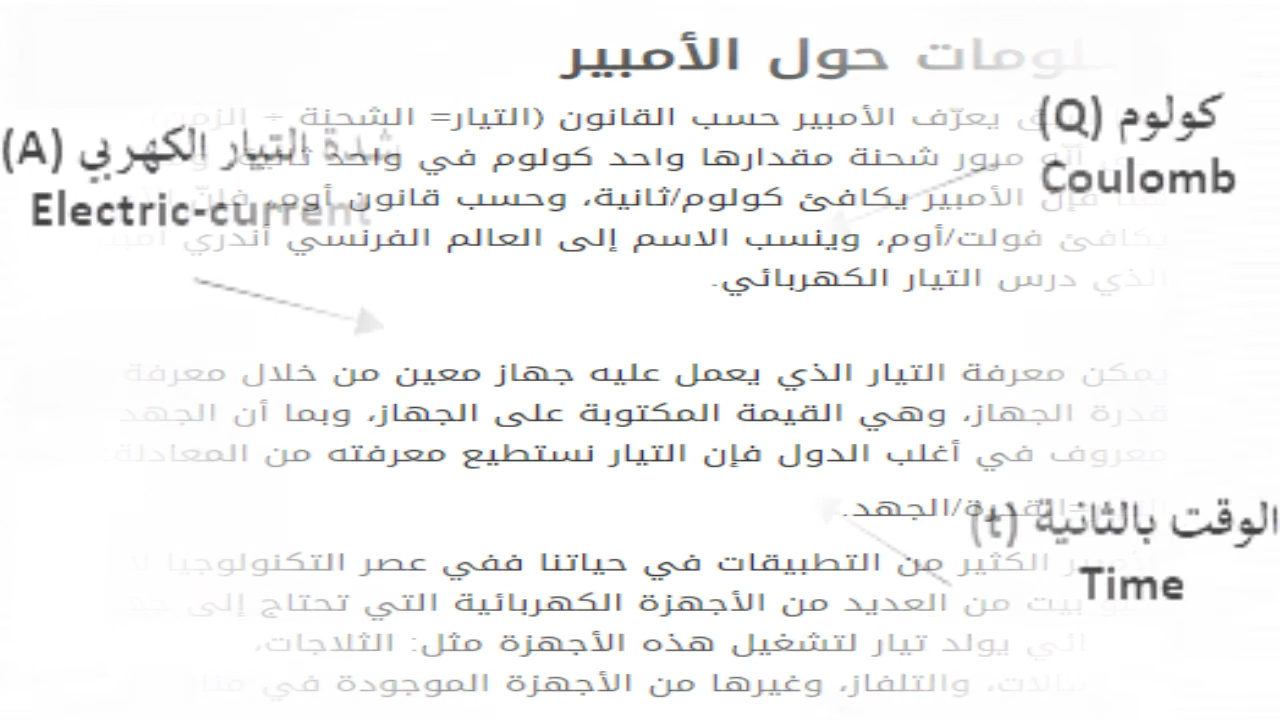 حول الأمبير
يعرّف الأمبير حسب القانون (التيار= الشحنة ÷ الزمن)
أنّه مرور شحنة مقدارها واحد كولوم في واحد ثانية
فإن الأمبير يكافئ كولوم/ثانية، وحسب قانون أوم، فإنّ
يكافئ فولت/أوم، وينسب الاسم إلى العالم الفرنسي أندري أمبير
الذي درس التيار الكهربائي.
كولوم (Q)
Coulomb
شدة التيار الكهربي (A)
Electric-current
يمكن معرفة التيار الذي يعمل عليه جهاز معين من خلال معرفة
قدرة الجهاز، وهي القيمة المكتوبة على الجهاز، وبما أن الجهد
معروف في أغلب الدول فإن التيار نستطيع معرفته من المعادلة
القدرة/الجهد.
الوقت بالثانية (t)
Time
الكثير من التطبيقات في حياتنا ففي عصر التكنولوجيا لا
بيت من العديد من الأجهزة الكهربائية التي تحتاج إلى
يولد تيار لتشغيل هذه الأجهزة مثل: الثلاجات،
والتلفاز، وغيرها من الأجهزة الموجودة في